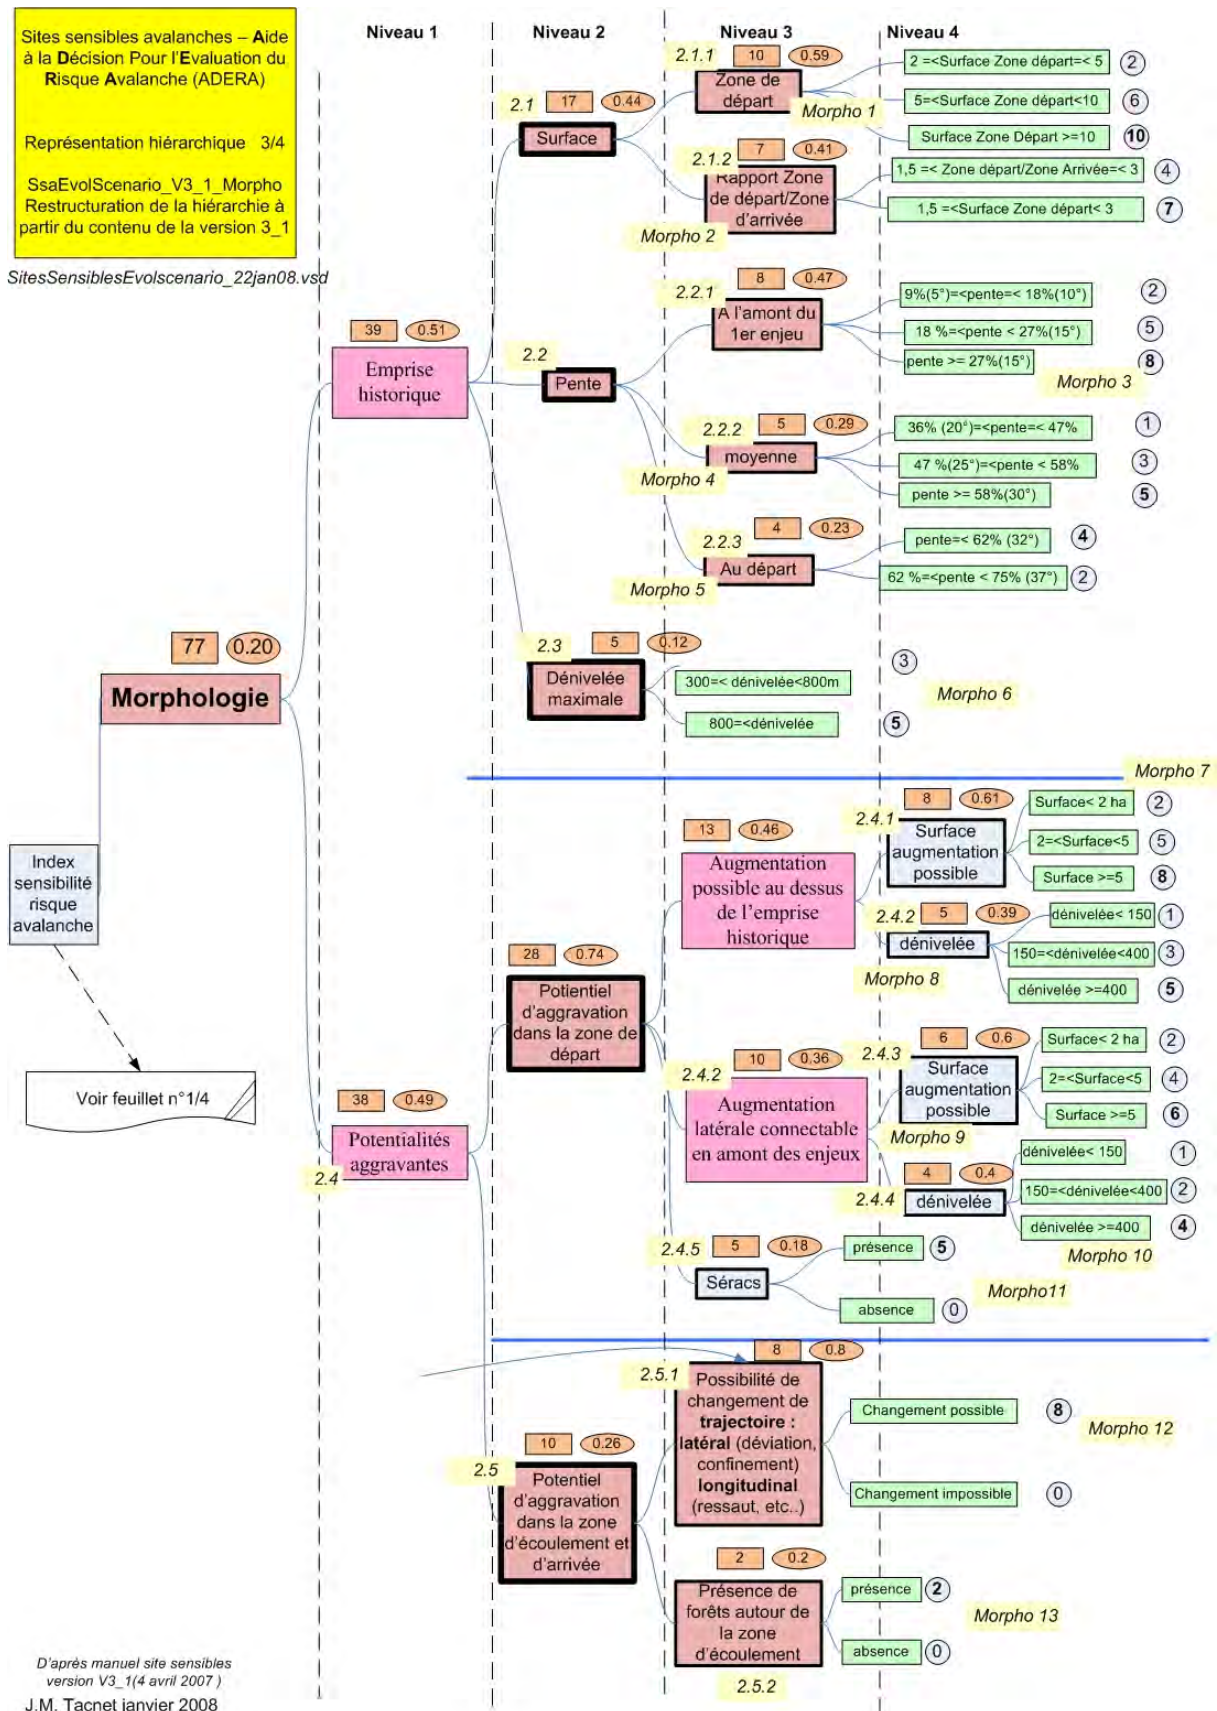 Sites sensibles avalanches – Aide
à la Décision Pour l'Evaluation du
Risque Avalanche (ADERA)
Représentation hiérarchique 3/4
SsaEvolScenario_V3_1_Morpho
Restructuration de la hiérarchie à
partir du contenu de la version 3_1
SitesSensiblesEvolscenario_22jan08.vsd
Niveau 1
Niveau 2
Niveau 3
Niveau 4
2.1.1
10
0.59
Zone de
départ
Morpho 1
2 =<Surface Zone départ=< 5
2
5=<Surface Zone départ<10
6
Surface Zone Départ >=10
10
2.1
17
0.44
Surface
2.1.2
7
0.41
Rapport Zone
de départ/Zone
d'arrivée
Morpho 2
1,5 =< Zone départ/Zone Arrivée=< 3
4
1,5 =<Surface Zone départ< 3
7
39
0.51
Emprise
historique
2.2
Pente
2.2.1
8
0.47
A l'amont du
1er enjeu
9%(5°)=<pente=< 18%(10°)
2
18 %=<pente < 27%(15°)
5
pente >= 27%(15°)
8
Morpho 3
2.2.2
5
0.29
moyenne
Morpho 4
36% (20°)=<pente=< 47%
1
47 %(25°)=<pente < 58%
3
pente >= 58%(30°)
5
2.2.3
4
0.23
Au départ
Morpho 5
pente=< 62% (32°)
4
62 %=<pente < 75% (37°)
2
2.3
5
0.12
Dénivelée
maximale
300=< dénivelée<800m
3
800=<dénivelée
5
Morpho 6
77
0.20
Morphologie
Index
sensibilité
risque
avalanche
Voir feuillet n°1/4
Morpho 7
13
0.46
Augmentation
possible au dessus
de l'emprise
historique
2.4.1
8
0.61
Surface
augmentation
possible
Surface< 2 ha
2
2=<Surface<5
5
Surface >=5
8
2.4.2
5
0.39
dénivelée
Morpho 8
dénivelée< 150
1
150=<dénivelée<400
3
dénivelée >=400
5
28
0.74
Potientiel
d'aggravation
dans la zone de
départ
2.4.2
10
0.36
Augmentation
latérale connectable
en amont des enjeux
2.4.3
6
0.6
Surface
augmentation
possible
Morpho 9
Surface< 2 ha
2
2=<Surface<5
4
Surface >=5
6
2.4.4
4
0.4
dénivelée
dénivelée< 150
1
150=<dénivelée<400
2
dénivelée >=400
4
Morpho 10
38
0.49
Potentialités
aggravantes
2.4
2.4.5
5
0.18
Séracs
présence
5
absence
0
Morpho11
2.5.1
8
0.8
Possibilité de
changement de
trajectoire :
latéral (déviation,
confinement)
longitudinal
(ressaut, etc..)
Changement possible
8
Changement impossible
0
Morpho 12
2.5
10
0.26
Potentiel
d'aggravation
dans la zone
d'écoulement et
d'arrivée
2
0.2
Présence de
forêts autour de
la zone
d'écoulement
2.5.2
présence
2
absence
0
Morpho 13
D'après manuel site sensibles
version V3_1(4 avril 2007 )
J.M. Tacnet janvier 2008